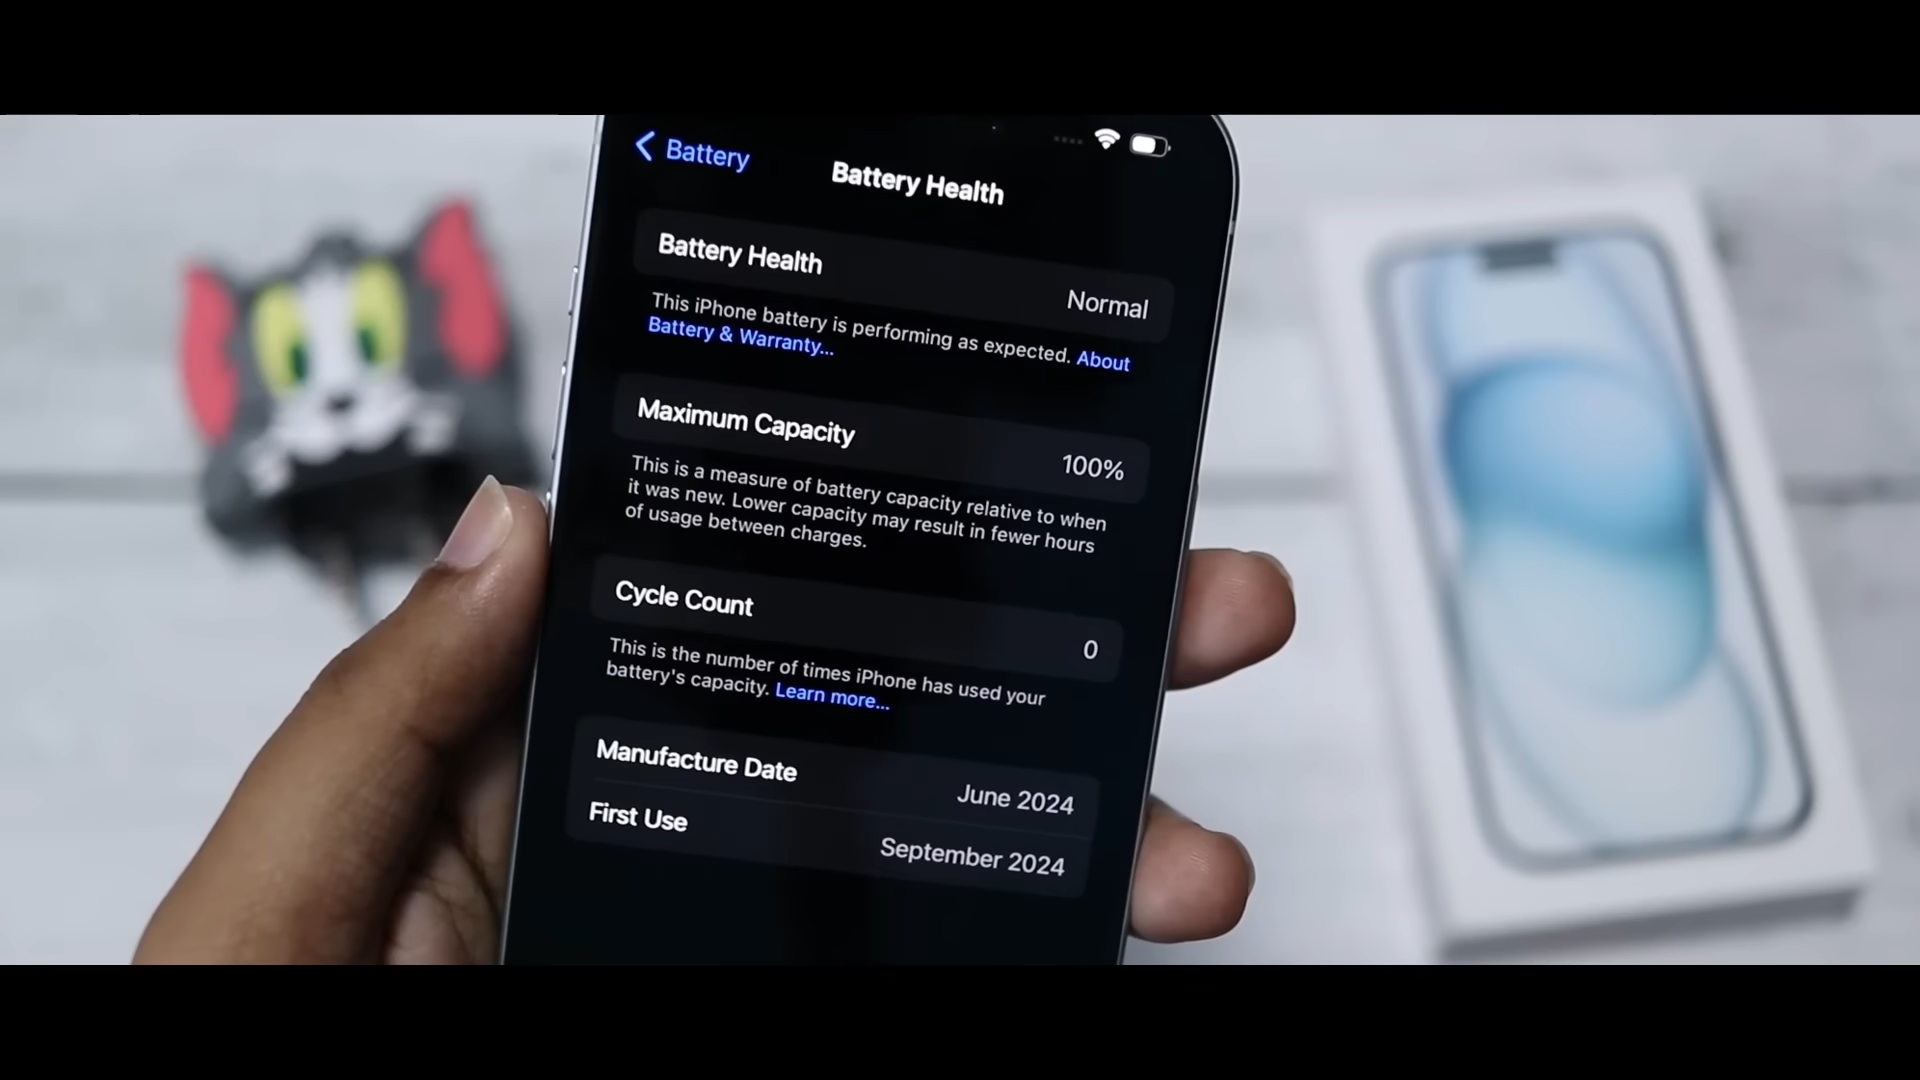 Battery
Battery Health
Battery Health
Normal
This iPhone battery is performing as expected. About
Battery & Warranty...
Maximum Capacity
100%
This is a measure of battery capacity relative to when
it was new. Lower capacity may result in fewer hours
of usage between charges.
Cycle Count
0
This is the number of times iPhone has used your
battery's capacity. Learn more...
Manufacture Date
June 2024
First Use
September 2024